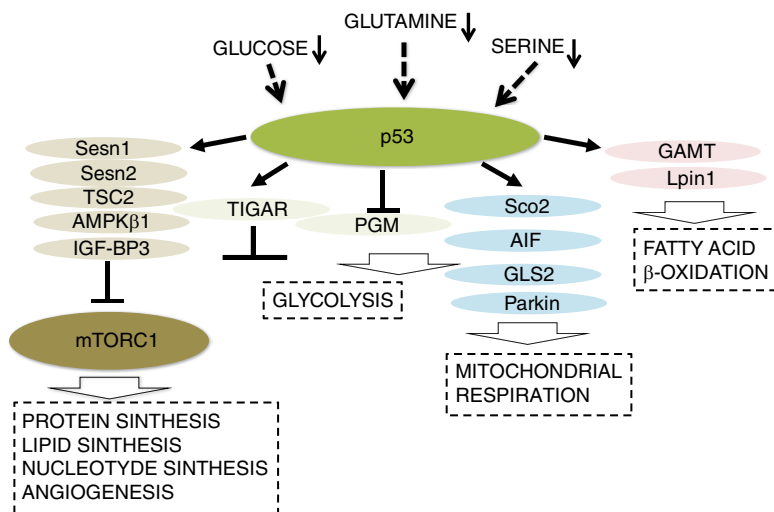 GLUCOSE
GLUTAMINE
SERINE
p53
Sesn1
Sesn2
TSC2
AMPKβ1
IGF-BP3
mTORC1
PROTEIN SINTHESIS
LIPID SINTHESIS
NUCLEOTYDE SINTHESIS
ANGIOGENESIS
TIGAR
PGM
GLYCOLYSIS
Sco2
AIF
GLS2
Parkin
MITOCHONDRIAL
RESPIRATION
GAMT
Lpin1
FATTY ACID
β-OXIDATION